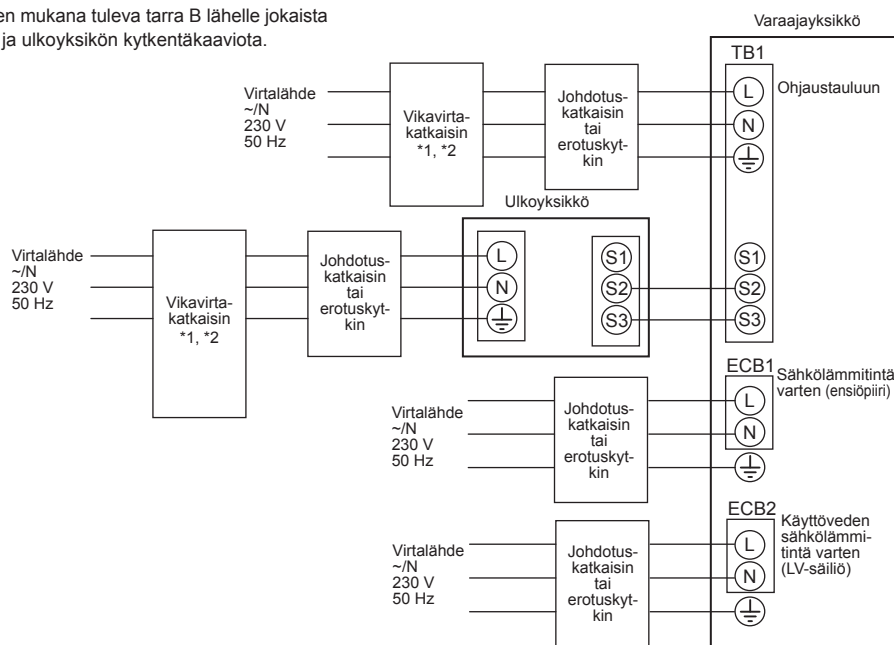 en mukana tuleva tarra B lähelle jokaista
ja ulkoyksikön kytkentäkaaviota.
Varaajayksikkö
TB1
Virtalähde
~/N
230 V
50 Hz
Vikavirta-
katkaisin
*1, *2
Johdotus-
katkaisin
tai
erotuskyt-
kin
L
N
Ohjaustauluun
Ulkoyksikkö
Virtalähde
~/N
230 V
50 Hz
Vikavirta-
katkaisin
*1, *2
Johdotus-
katkaisin
tai
erotuskyt-
kin
L
N
S1
S2
S3
S1
S2
S3
ECB1
Sähkölämmitintä
varten (ensiöpiiri)
Virtalähde
~/N
230 V
50 Hz
Johdotus-
katkaisin
tai
erotuskyt-
kin
L
N
ECB2
Käyttöveden
sähkölämmi-
tintä varten
(LV-säiliö)
Virtalähde
~/N
230 V
50 Hz
Johdotus-
katkaisin
tai
erotuskyt-
kin
L
N